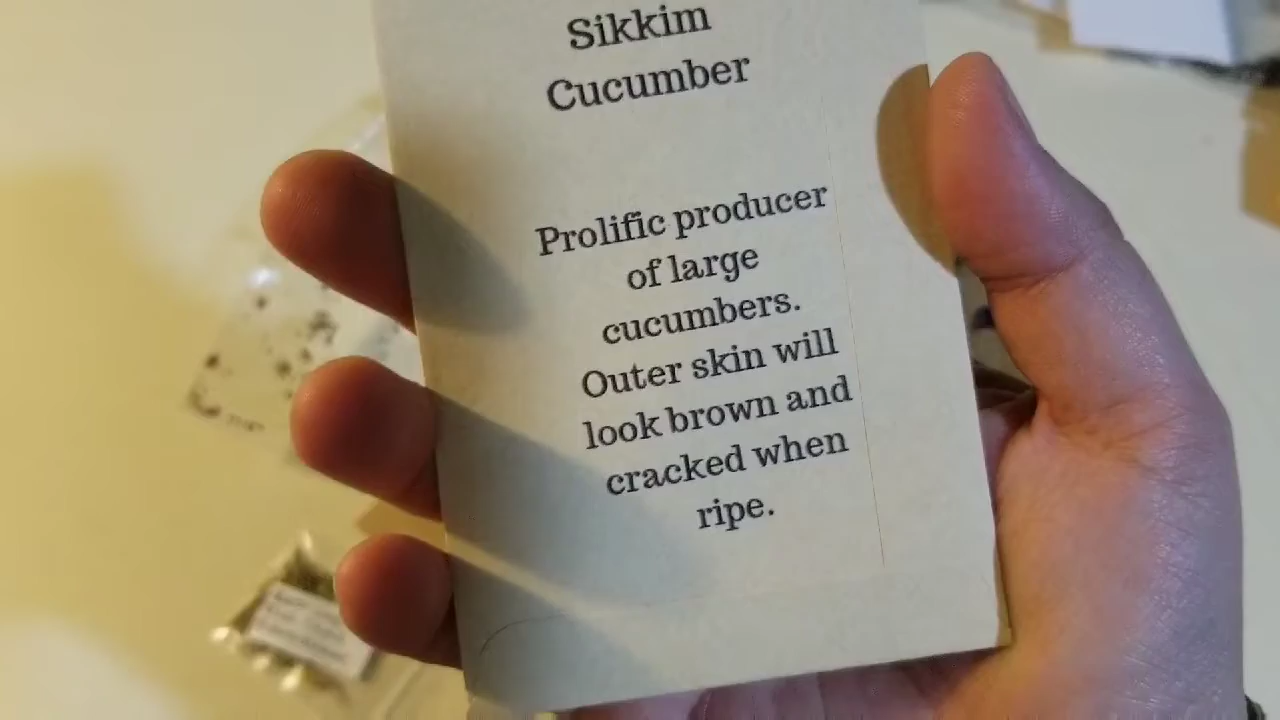 Sikkim
Cucumber
Prolific producer
of large
cucumbers.
Outer skin will
look brown and
cracked when
ripe.